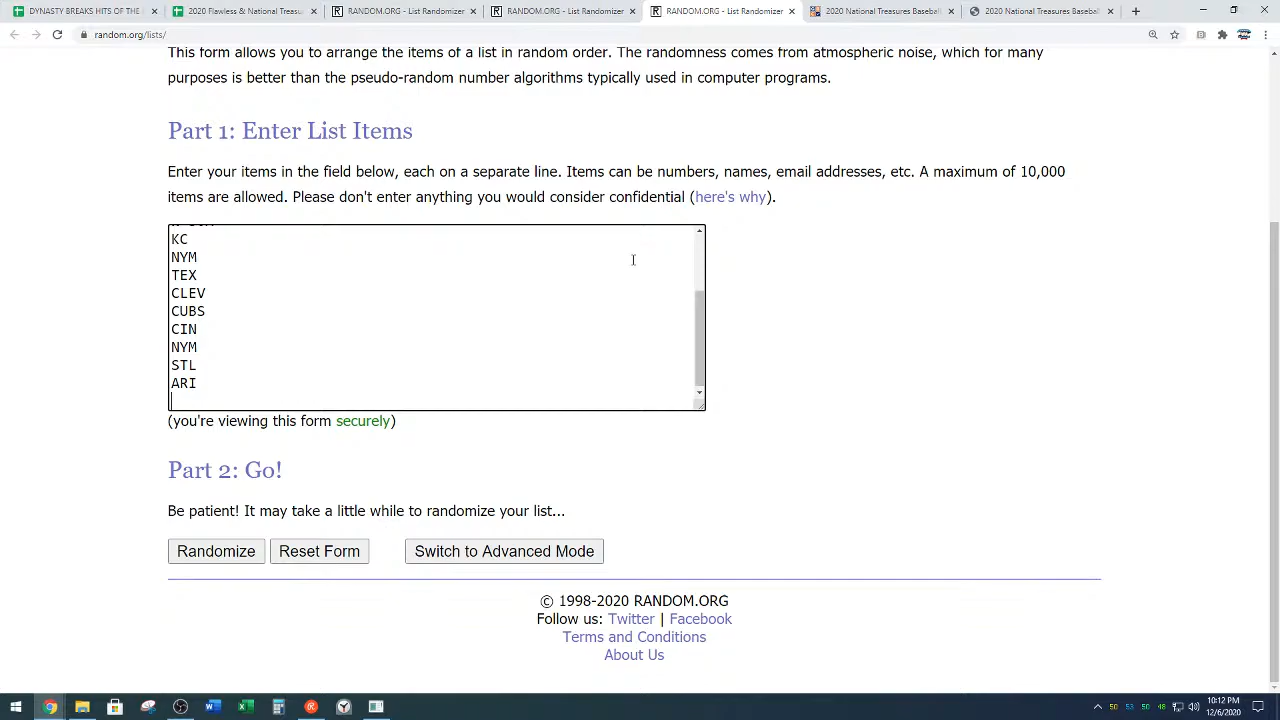 DYNASTY BREAKS HITS OF THE
2020 Flawless & National Treasu
RANDOM.ORG - List Randomizer
RANDOM.ORG - List Randomizer
RANDOM.ORG - List Randomizer
2020 National Treasures Baseball
2020 National Treasures Baseball
random.org/lists/
This form allows you to arrange the items of a list in random order. The randomness comes from atmospheric noise, which for many
purposes is better than the pseudo-random number algorithms typically used in computer programs.
Part 1: Enter List Items
Enter your items in the field below, each on a separate line. Items can be numbers, names, email addresses, etc. A maximum of 10,000
items are allowed. Please don't enter anything you would consider confidential (here's why).
KC
NYM
TEX
CLEV
CUBS
CIN
NYM
STL
ARI
(you're viewing this form securely)
Part 2: Go!
Be patient! It may take a little while to randomize your list...
Randomize Reset Form Switch to Advanced Mode
© 1998-2020 RANDOM.ORG
Follow us: Twitter | Facebook
Terms and Conditions
About Us
50 53 50 48
10:12 PM
12/6/2020